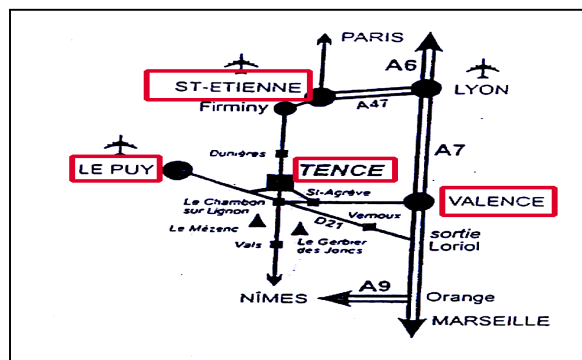 PARIS
A6
ST-ETIENNE
LYON
A47
Firminy
A7
Dunières
LE PUY
TENCE
St-Agrève
Le Chambon
sur Lignon
VALENCE
Vernoux
D21
Le Mézenc
sortie
Loriol
Vals
Le Gerbier
des Joncs
A9
NÎMES
Orange
MARSEILLE